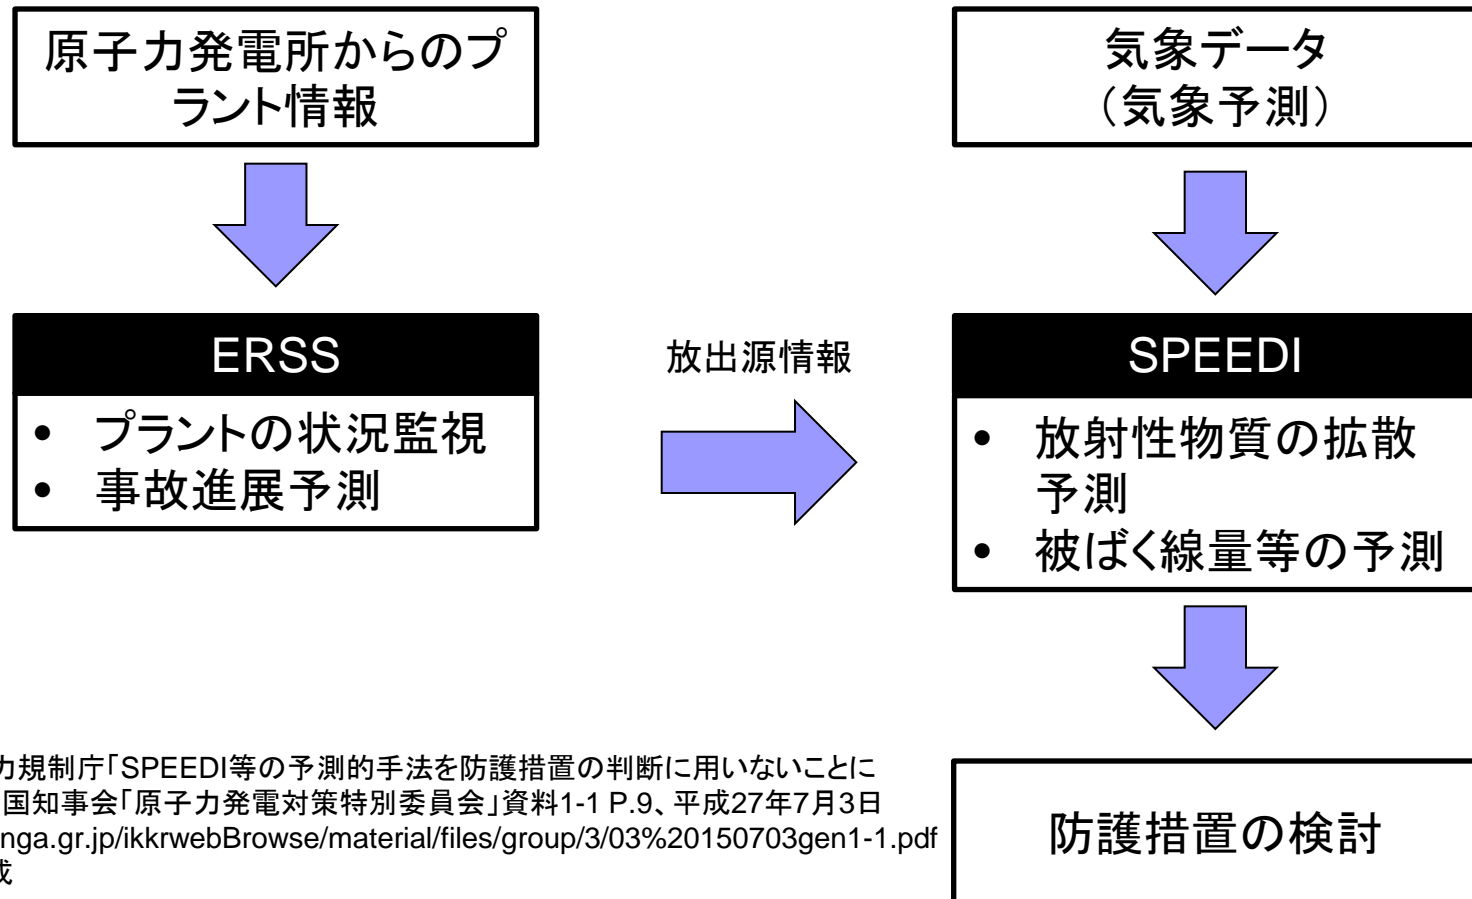 原子力発電所からのプ
ラント情報
気象データ
（気象予測）
ERSS
• プラントの状況監視
• 事故進展予測
放出源情報
SPEEDI
• 放射性物質の拡散
予測
• 被ばく線量等の予測
防護措置の検討
力規制庁「SPEEDI等の予測的手法を防護措置の判断に用いないことに
国知事会「原子力発電対策特別委員会」資料1-1 P.9、平成27年7月3日
nga.gr.jp/ikkrwebBrowse/material/files/group/3/03%20150703gen1-1.pdf